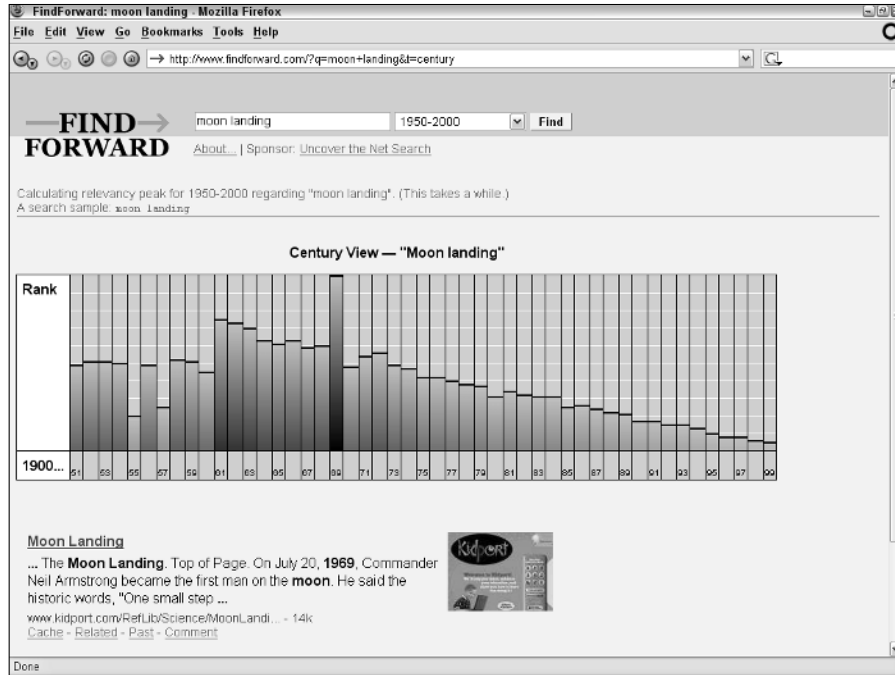 FindForward: moon landing - Mozilla Firefox
File Edit View Go Bookmarks Tools Help
http://www.findforward.com/?q=moon+landing&t=century
FIND
FORWARD
moon landing
1950-2000
Find
About... | Sponsor: Uncover the Net Search
Calculating relevancy peak for 1950-2000 regarding "moon landing". (This takes a while.)
A search sample: moon landing
Century View — "Moon landing"
Rank
1900... 51 53 55 57 59 61 63 65 67 69 71 73 75 77 79 81 83 85 87 89 91 93 95 97 99
Moon Landing
... The Moon Landing. Top of Page. On July 20, 1969, Commander
Neil Armstrong became the first man on the moon. He said the
historic words, "One small step ...
www.kidport.com/RefLib/Science/MoonLandi... - 14k
Cache - Related - Past - Comment
Kidport
Done